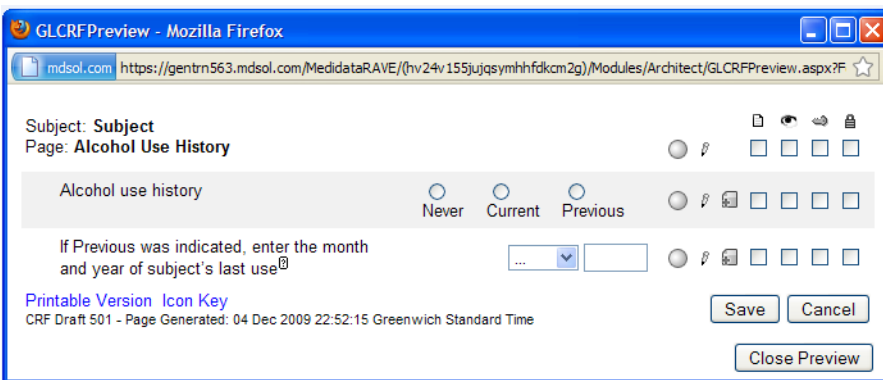 GLCRFPreview - Mozilla Firefox
mdsol.com https://gentrn563.mdsol.com/MedidataRAVE/(hv24v155jujqsymhhfdkcm2g)/Modules/Architect/GLCRFPreview.aspx?F
Subject: Subject
Page: Alcohol Use History
Alcohol use history
Never Current Previous
If Previous was indicated, enter the month
and year of subject's last use
...
Printable Version Icon Key
CRF Draft 501 - Page Generated: 04 Dec 2009 22:52:15 Greenwich Standard Time
Save Cancel
Close Preview